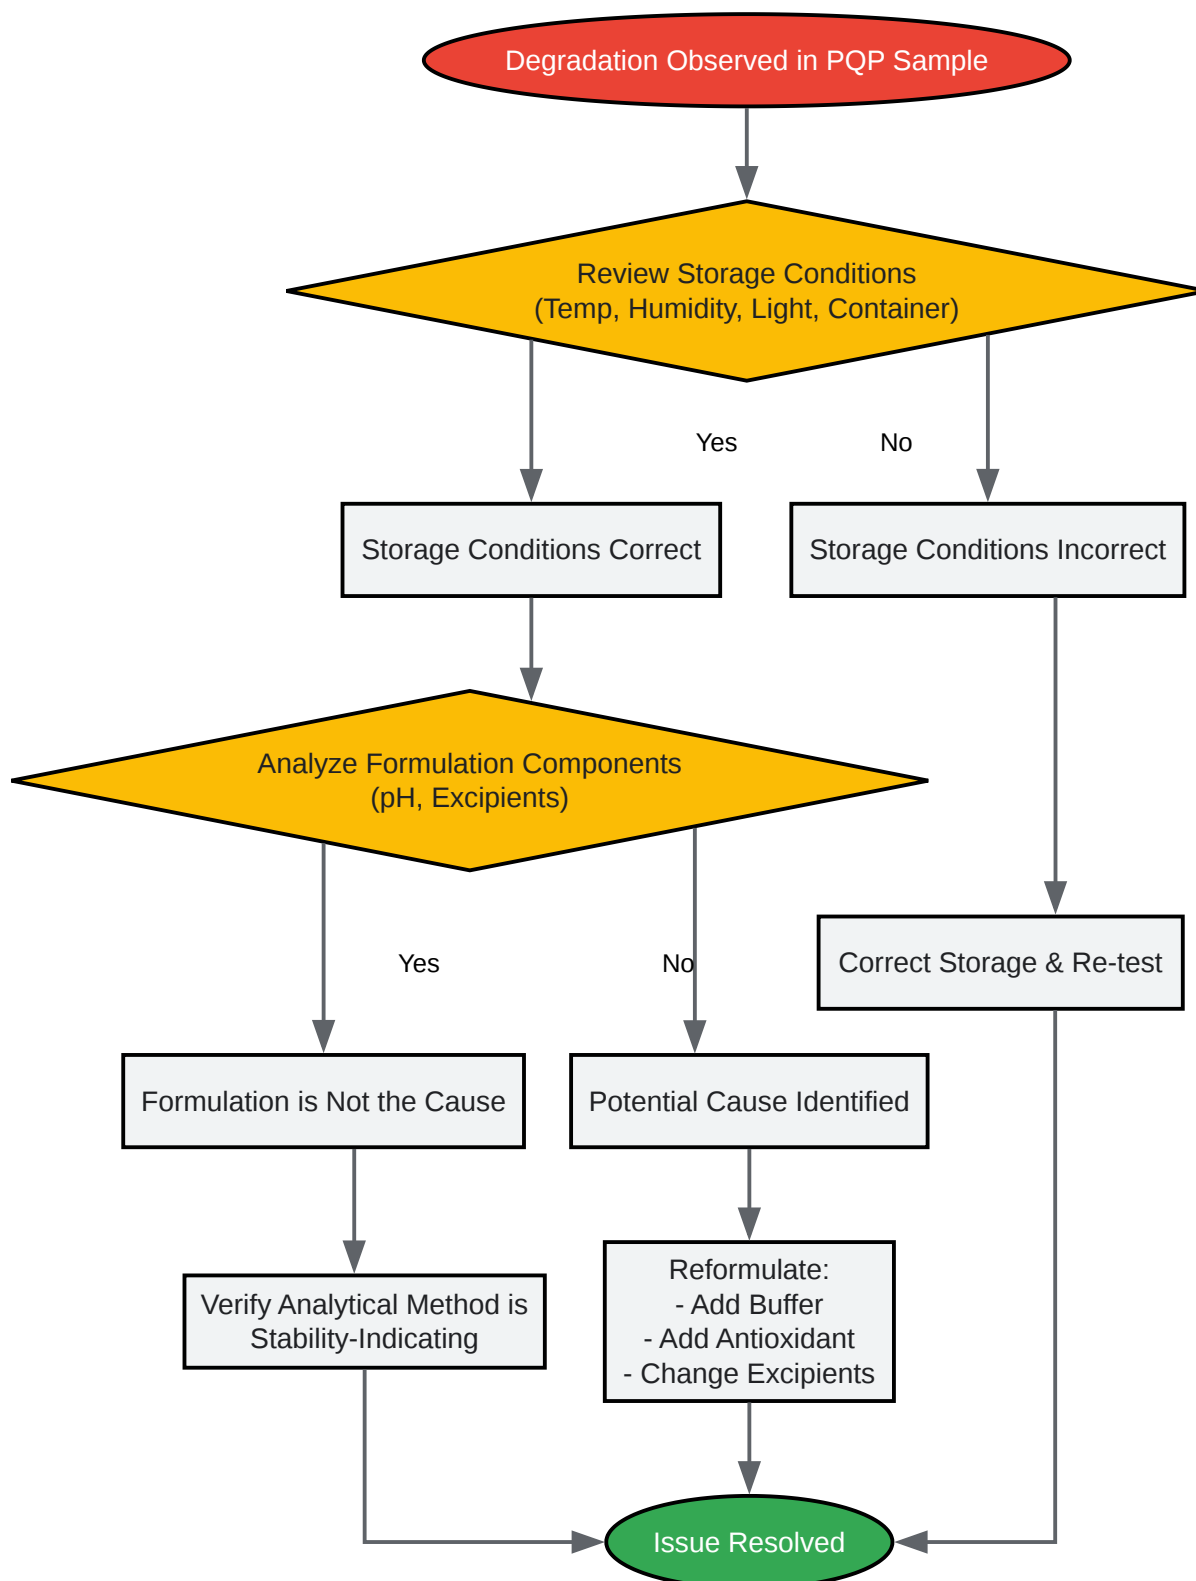 Degradation Observed in PQP Sample
Review Storage Conditions
(Temp, Humidity, Light, Container)
Yes
No
Storage Conditions Correct
Storage Conditions Incorrect
Analyze Formulation Components
(pH, Excipients)
Yes
No
Correct Storage & Re-test
Formulation is Not the Cause
Potential Cause Identified
Verify Analytical Method is
Stability-Indicating
Reformulate:
- Add Buffer
- Add Antioxidant
- Change Excipients
Issue Resolved